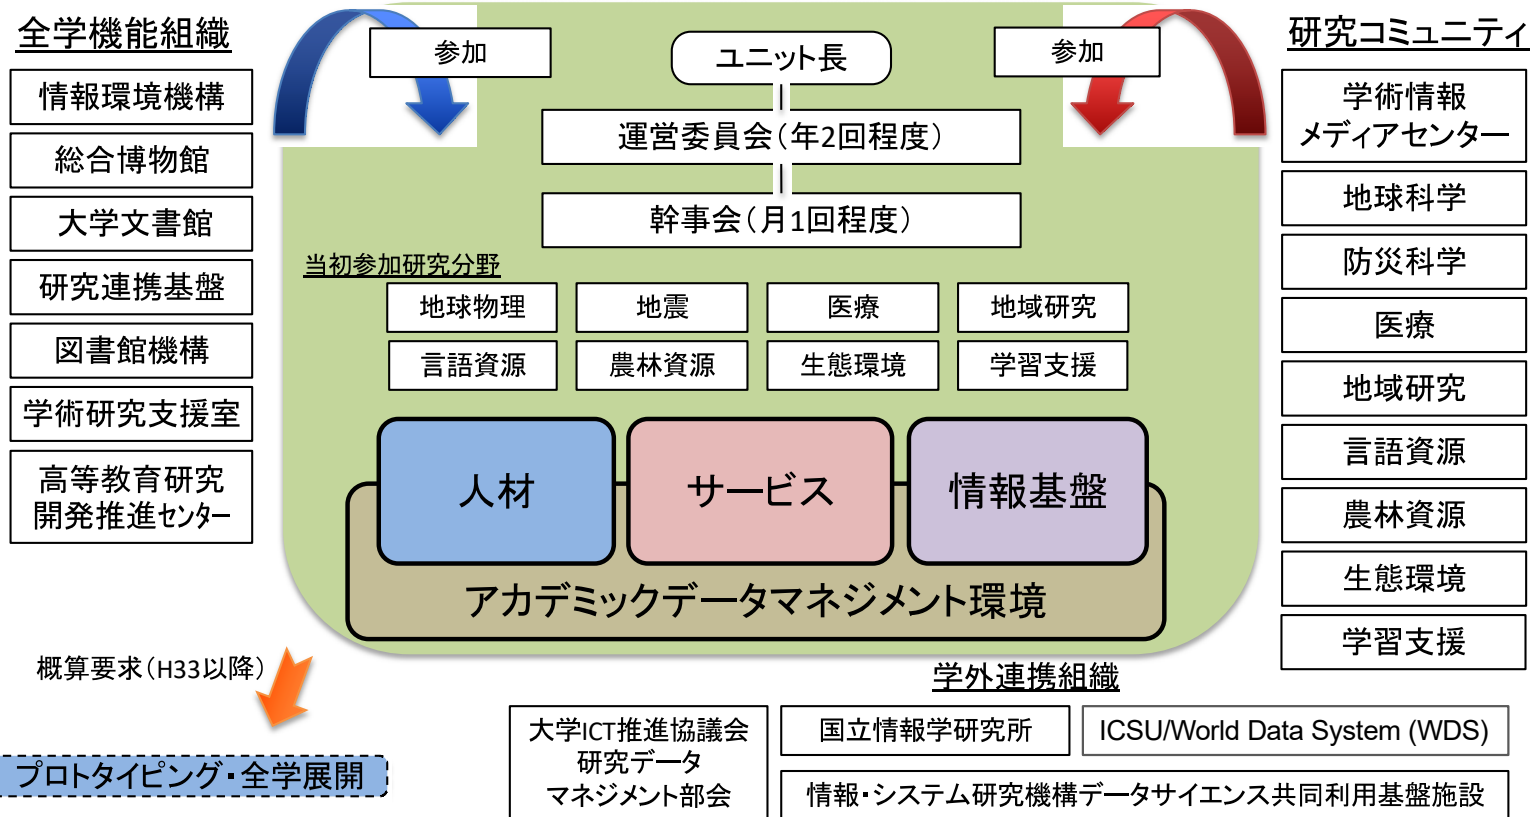 全学機能組織
情報環境機構
総合博物館
大学文書館
研究連携基盤
図書館機構
学術研究支援室
高等教育研究
開発推進センター
参加
ユニット長
運営委員会(年2回程度)
幹事会(月1回程度)
参加
当初参加研究分野
地球物理
地震
医療
地域研究
言語資源
農林資源
生態環境
学習支援
人材
サービス
情報基盤
アカデミックデータマネジメント環境
研究コミュニティ
学術情報
メディアセンター
地球科学
防災科学
医療
地域研究
言語資源
農林資源
生態環境
学習支援
概算要求(H33以降)
プロトタイピング・全学展開
学外連携組織
大学ICT推進協議会
研究データ
マネジメント部会
国立情報学研究所
ICSU/World Data System (WDS)
情報・システム研究機構データサイエンス共同利用基盤施設